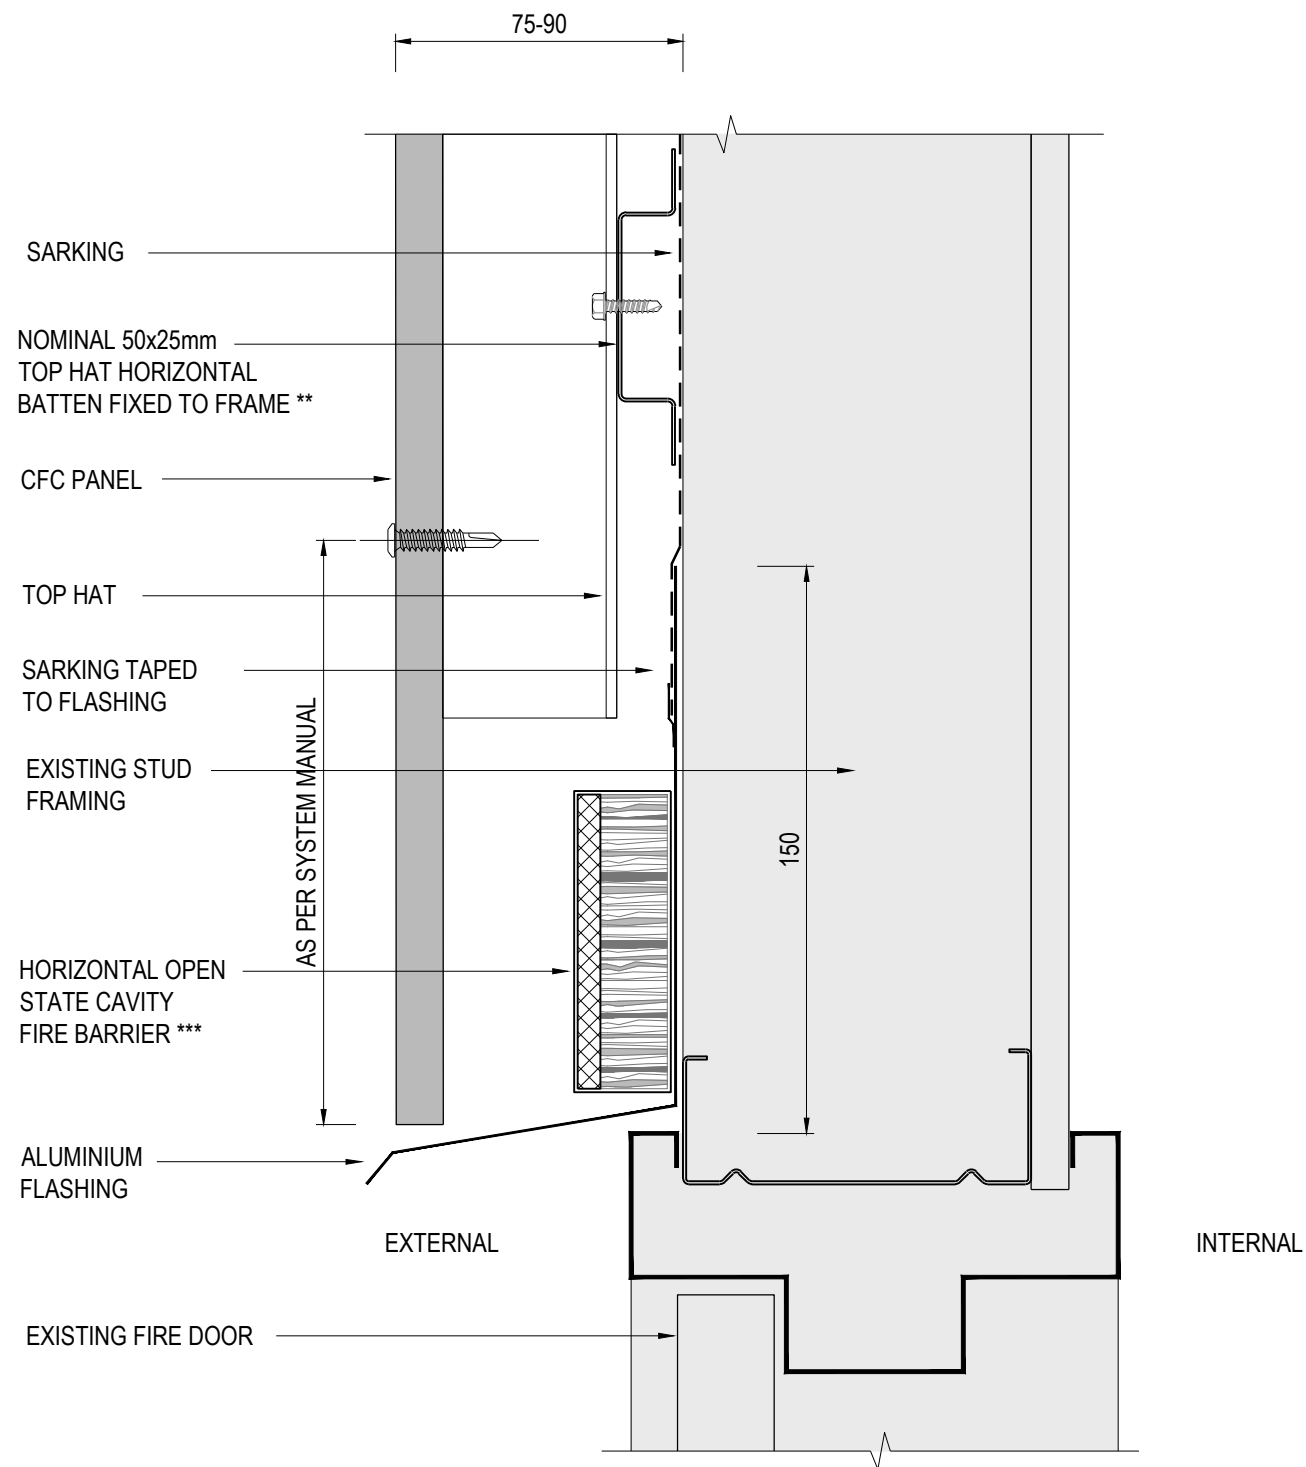 75-90
SARKING
NOMINAL 50x25mm
TOP HAT HORIZONTAL
BATTEN FIXED TO FRAME **
CFC PANEL
TOP HAT
SARKING TAPED
TO FLASHING
AS PER SYSTEM MANUAL
EXISTING STUD
FRAMING
150
HORIZONTAL OPEN
STATE CAVITY
FIRE BARRIER ***
ALUMINIUM
FLASHING
EXTERNAL
INTERNAL
EXISTING FIRE DOOR